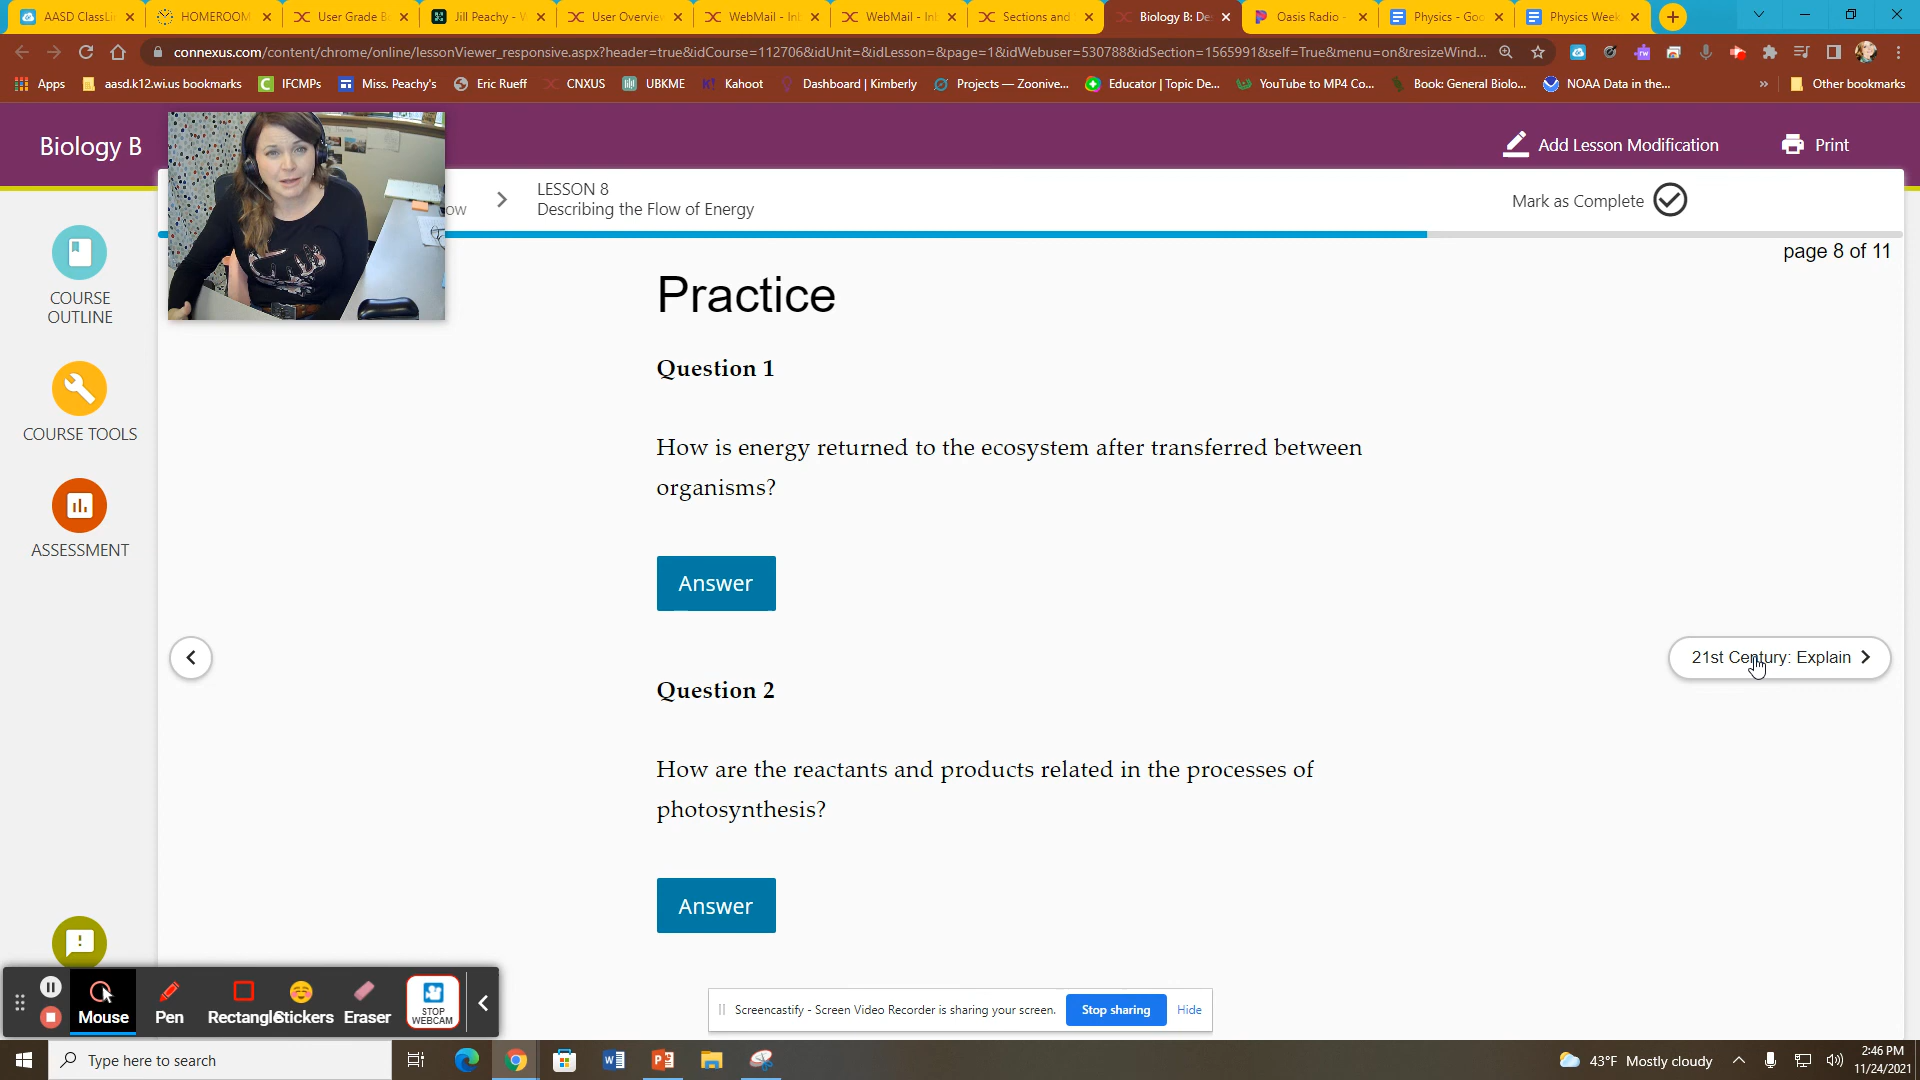 AASD ClassLi
HOMEROOM
User Grade B
Jill Peachy - W
User Overview
WebMail - Inb
WebMail - Inb
Sections and
Biology B: De
Oasis Radio -
Physics - Goo
Physics Week
connexus.com/content/chrome/online/lessonViewer_responsive.aspx?header=true&idCourse=112706&idUnit=&idLesson=&page=1&idWebuser=530788&idSection=1565991&self=True&menu=on&resizeWind...
Apps
aasd.k12.wi.us bookmarks
IFCMPs
Miss. Peachy's
Eric Rueff
CNXUS
UBKME
Kahoot
Dashboard | Kimberly
Projects — Zoonive...
Educator | Topic De...
YouTube to MP4 Co...
Book: General Biolo...
NOAA Data in the...
Other bookmarks
Biology B
Add Lesson Modification
Print
ow
LESSON 8
Describing the Flow of Energy
Mark as Complete
page 8 of 11
COURSE
OUTLINE
COURSE TOOLS
ASSESSMENT
Practice
Question 1
How is energy returned to the ecosystem after transferred between
organisms?
Answer
21st Century: Explain
Question 2
How are the reactants and products related in the processes of
photosynthesis?
Answer
Mouse
Pen
Rectangle
Stickers
Eraser
STOP
WEBCAM
Screencastify - Screen Video Recorder is sharing your screen.
Stop sharing
Hide
Type here to search
43°F Mostly cloudy
2:46 PM
11/24/2021